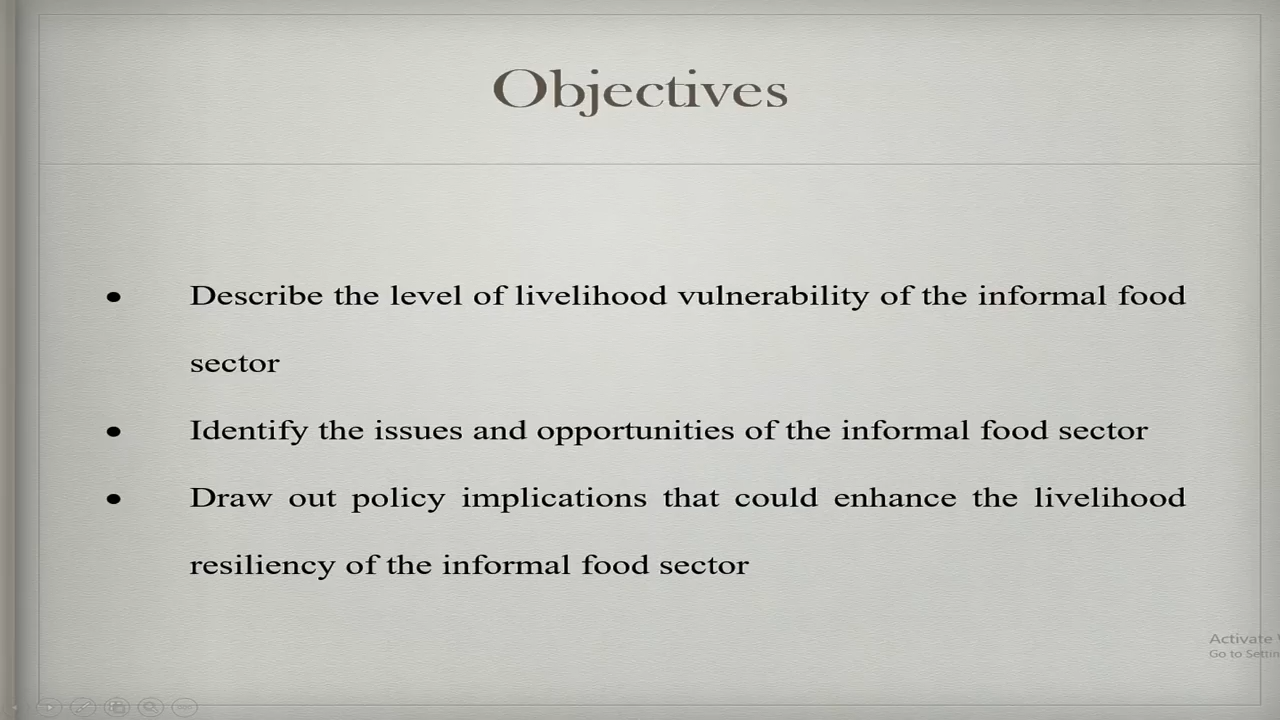 Objectives
• Describe the level of livelihood vulnerability of the informal food
sector
• Identify the issues and opportunities of the informal food sector
• Draw out policy implications that could enhance the livelihood
resiliency of the informal food sector
Activate
Go to Settin